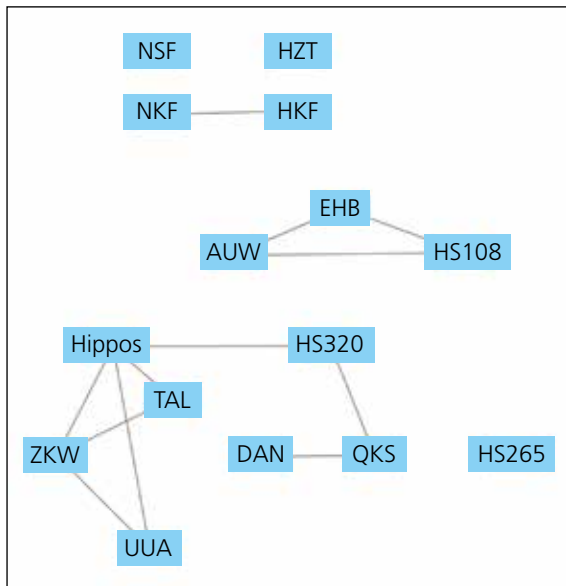 NSF HZT
NKF HKF
EHB
AUW HS108
Hippos HS320
TAL
ZKW DAN QKS HS265
UUA